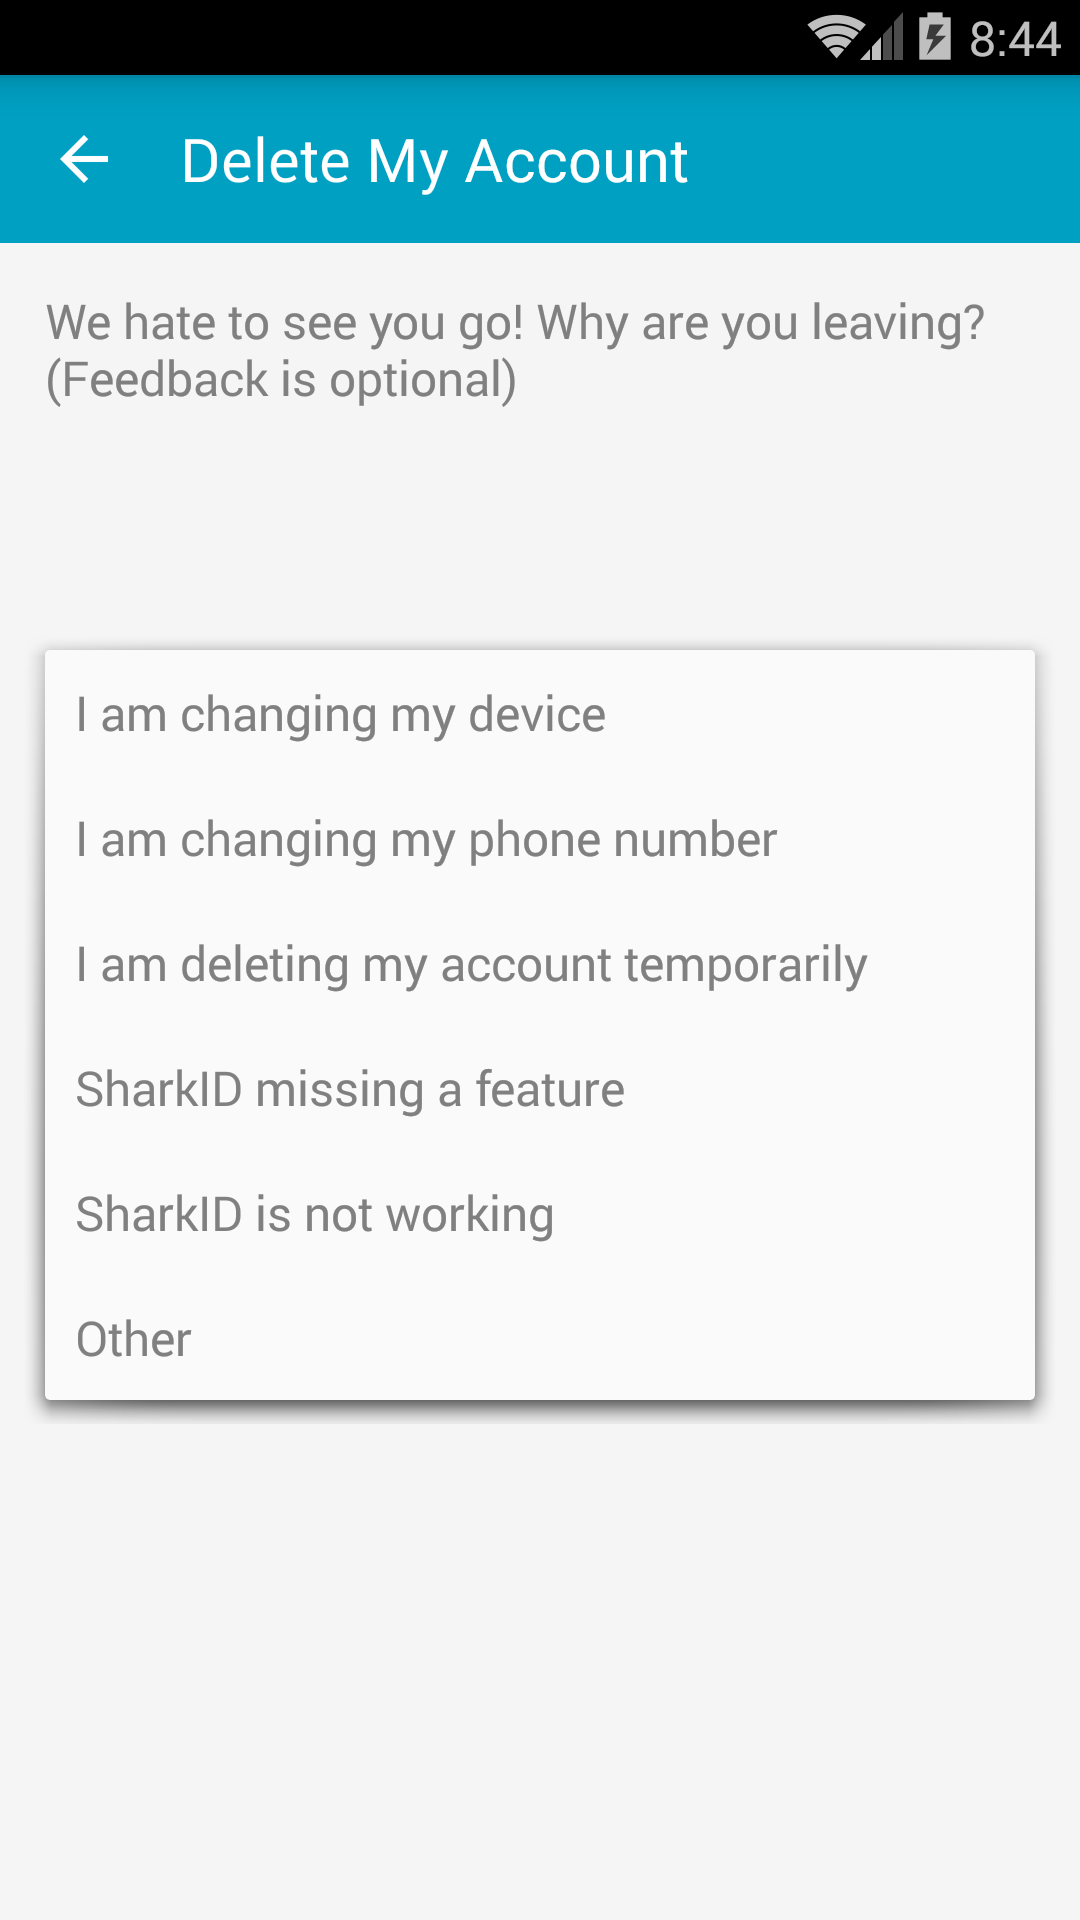 8:44
Delete My Account
We hate to see you go! Why are you leaving?
(Feedback is optional)
I am changing my device
I am changing my phone number
I am deleting my account temporarily
SharkID missing a feature
SharkID is not working
Other